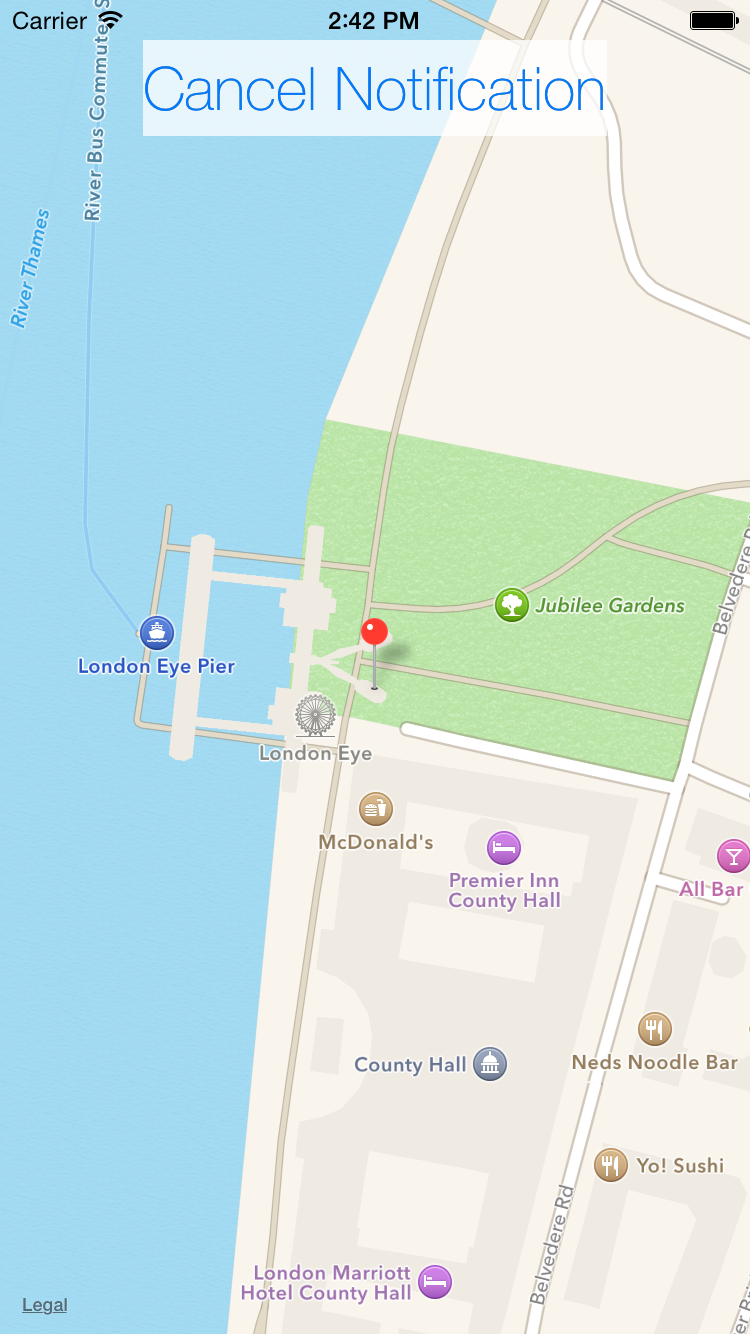 Carrier
2:42 PM
Cancel Notification
River Bus Commuter
River Thames
Belvedere
Jubilee Gardens
London Eye Pier
London Eye
McDonald's
Premier Inn
County Hall
All Bar
County Hall
Neds Noodle Bar
Yo! Sushi
Belvedere Rd
London Marriott
Hotel County Hall
Legal